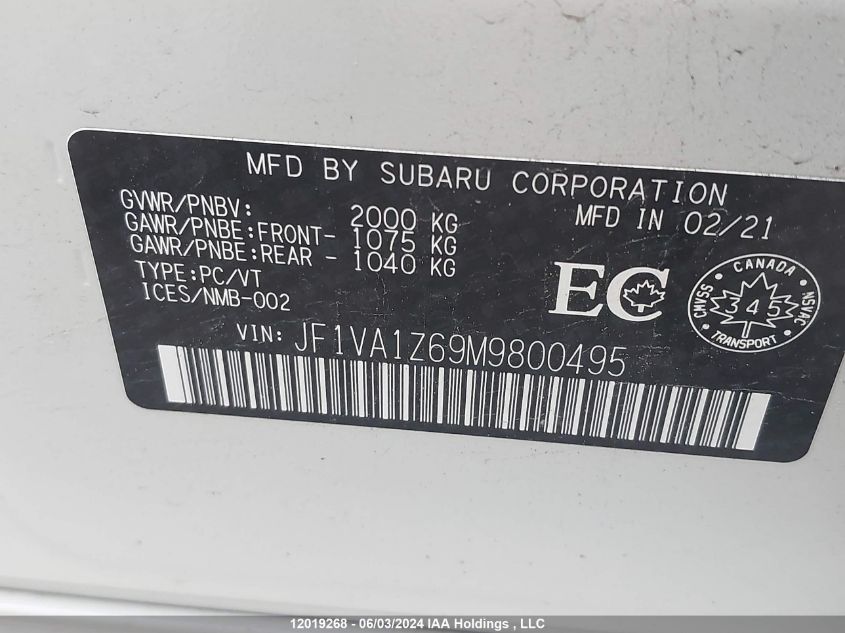 MFD BY SUBARU CORPORATION
GVWR/PNBV: 2000 KG MFD IN 02/21
GAWR/PNBE:FRONT- 1075 KG
GAWR/PNBE:REAR - 1040 KG
TYPE:PC/VT
ICES/NMB-002
EC
CANADA
CMVSS 345 NSVAC
TRANSPORT
VIN: JF1VA1Z69M9800495
12019268 - 06/03/2024 IAA Holdings , LLC